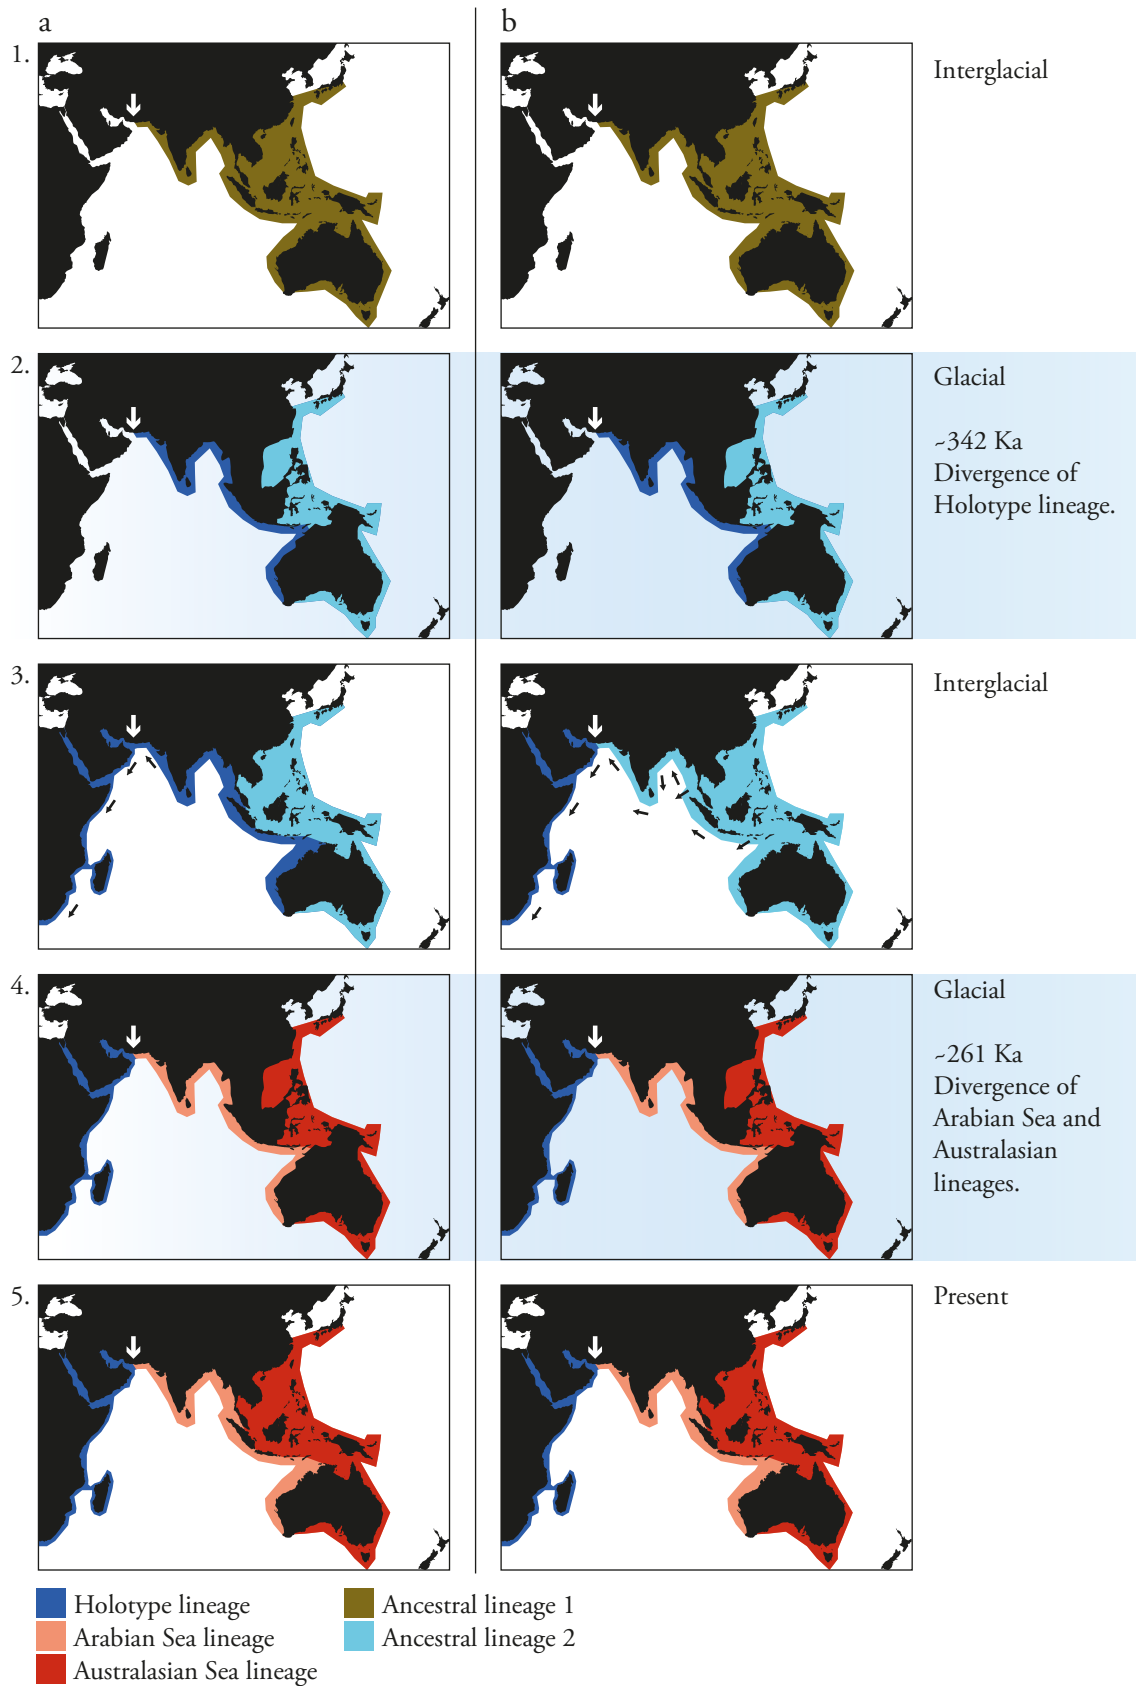 a
b
1.
Interglacial
2.
Glacial
~342 Ka
Divergence of
Holotype lineage.
3.
Interglacial
4.
Glacial
~261 Ka
Divergence of
Arabian Sea and
Australasian
lineages.
5.
Present
Holotype lineage
Arabian Sea lineage
Australasian Sea lineage
Ancestral lineage 1
Ancestral lineage 2